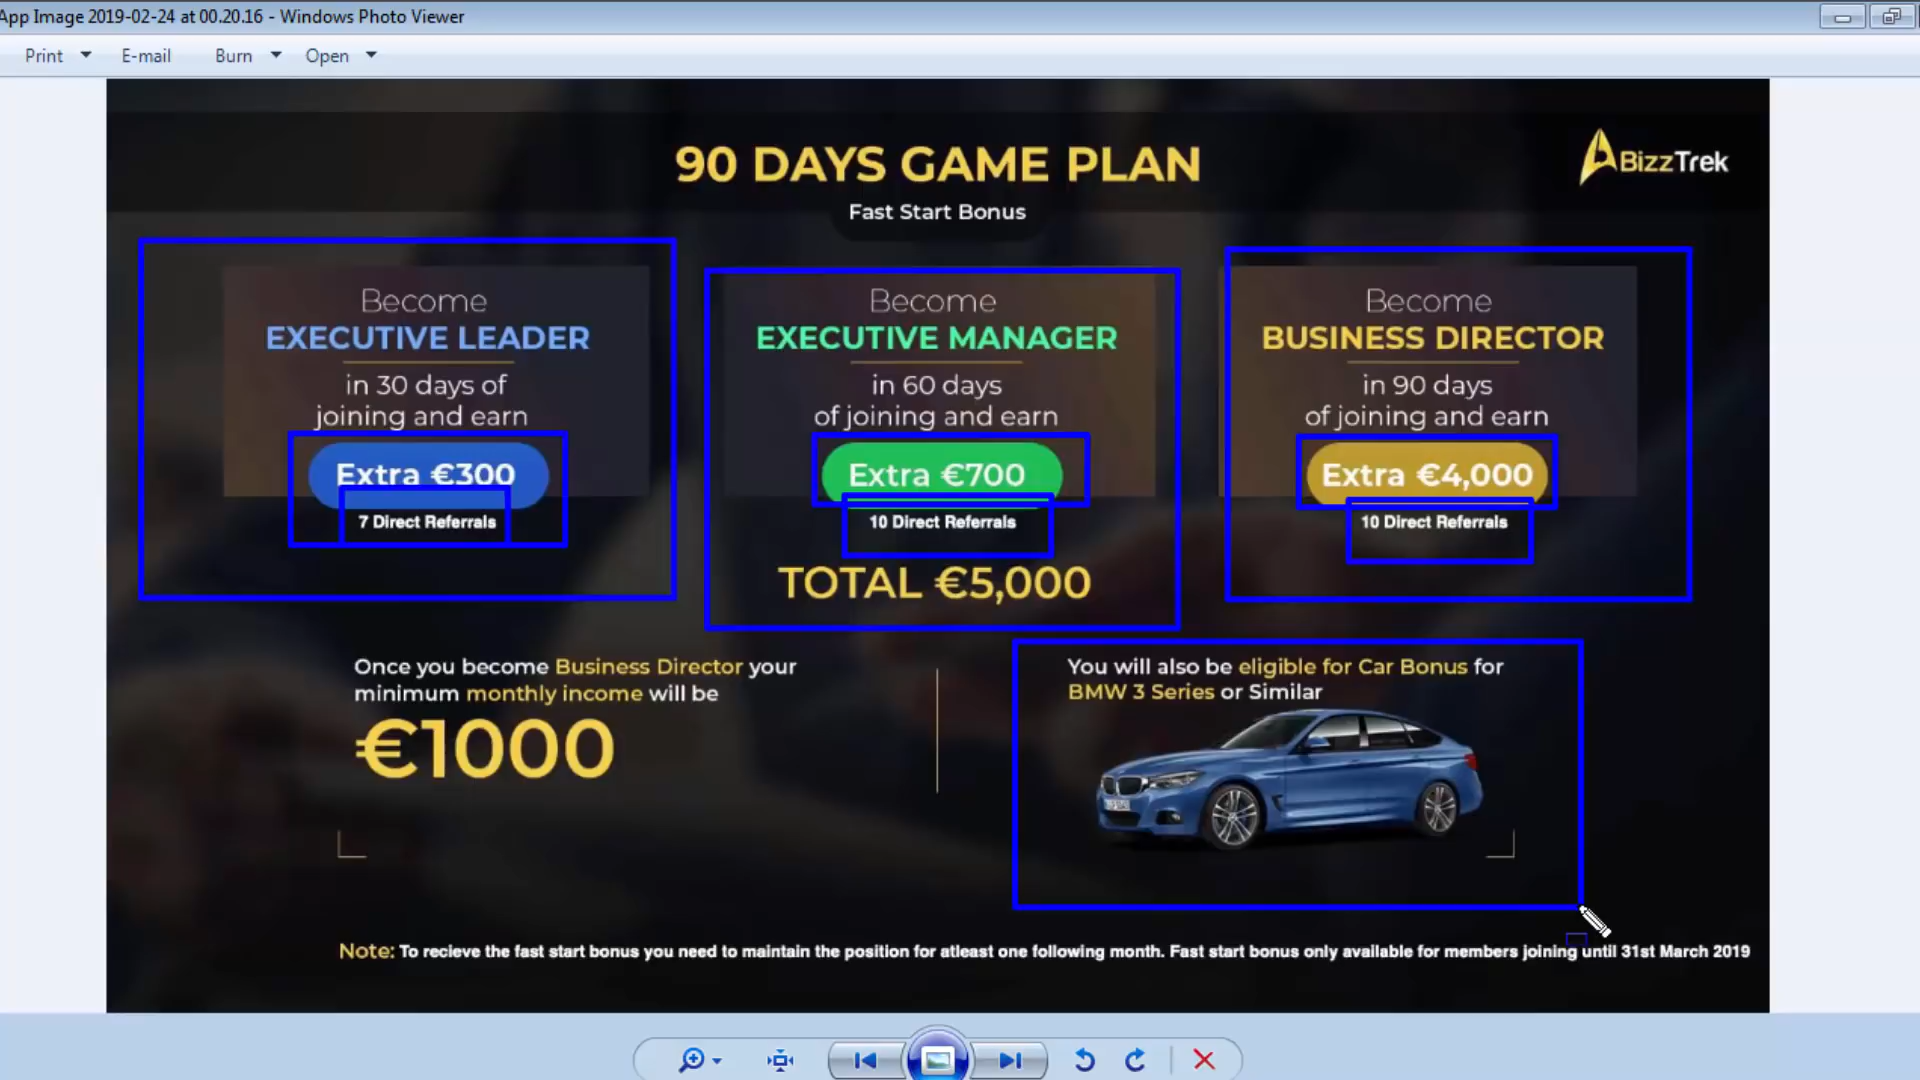 App Image 2019-02-24 at 00.20.16 - Windows Photo Viewer
Print E-mail Burn Open
90 DAYS GAME PLAN
BizzTrek
Fast Start Bonus
Become
EXECUTIVE LEADER
in 30 days of
joining and earn
Extra €300
7 Direct Referrals
Become
EXECUTIVE MANAGER
in 60 days
of joining and earn
Extra €700
10 Direct Referrals
TOTAL €5,000
Become
BUSINESS DIRECTOR
in 90 days
of joining and earn
Extra €4,000
10 Direct Referrals
Once you become Business Director your
minimum monthly income will be
€1000
You will also be eligible for Car Bonus for
BMW 3 Series or Similar
Note: To recieve the fast start bonus you need to maintain the position for atleast one following month. Fast start bonus only available for members joining until 31st March 2019